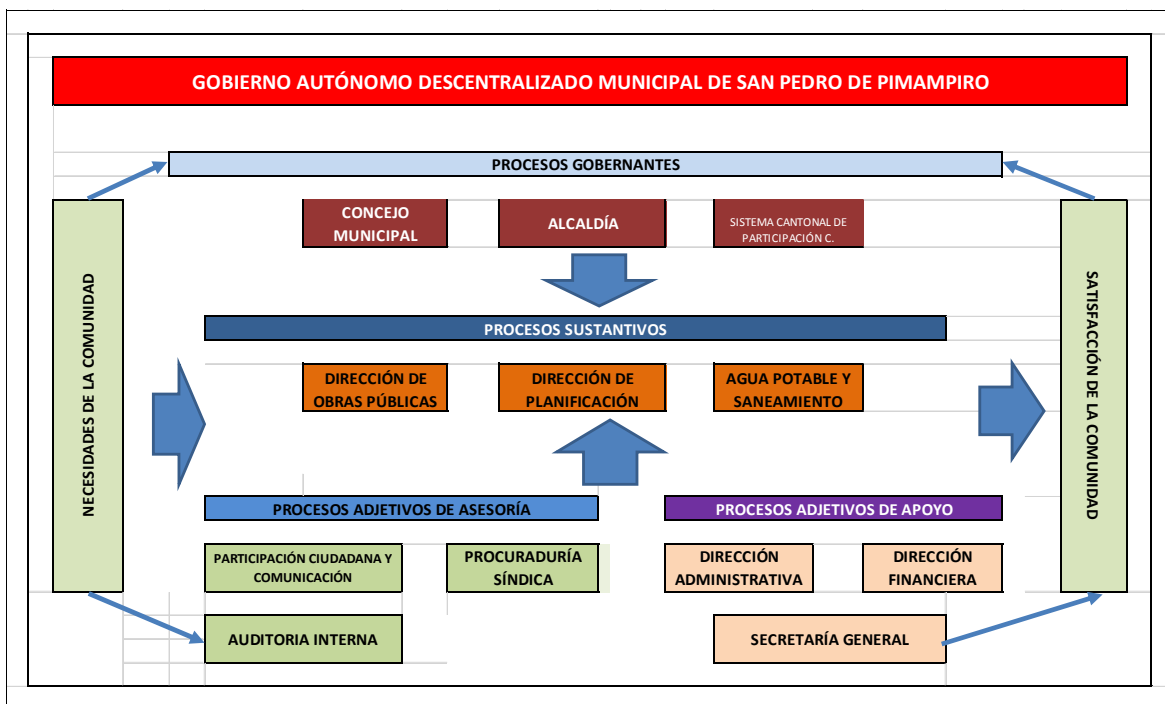 GOBIERNO AUTÓNOMO DESCENTRALIZADO MUNICIPAL DE SAN PEDRO DE PIMAMPIRO
PROCESOS GOBERNANTES
CONCEJO
MUNICIPAL
ALCALDÍA
SISTEMA CANTONAL DE
PARTICIPACIÓN C.
NECESIDADES DE LA COMUNIDAD
SATISFACCIÓN DE LA COMUNIDAD
PROCESOS SUSTANTIVOS
DIRECCIÓN DE
OBRAS PÚBLICAS
DIRECCIÓN DE
PLANIFICACIÓN
AGUA POTABLE Y
SANEAMIENTO
PROCESOS ADJETIVOS DE ASESORÍA
PROCESOS ADJETIVOS DE APOYO
PARTICIPACIÓN CIUDADANA Y
COMUNICACIÓN
PROCURADURÍA
SÍNDICA
DIRECCIÓN
ADMINISTRATIVA
DIRECCIÓN
FINANCIERA
AUDITORIA INTERNA
SECRETARÍA GENERAL